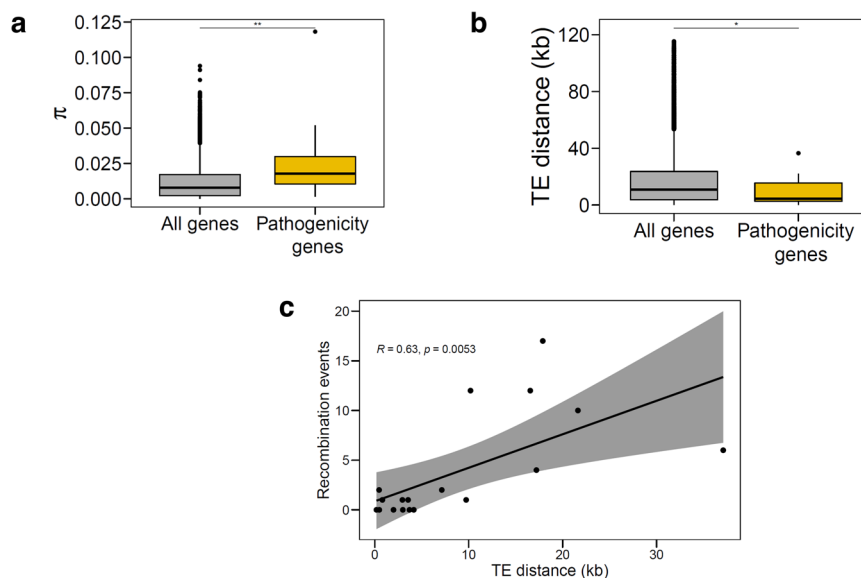 a
**
0.125
0.100
0.075
0.050
0.025
0.000
π
All genes
Pathogenicity
genes
b
*
120
80
40
0
TE distance (kb)
All genes
Pathogenicity
genes
c
20
15
10
5
0
Recombination events
R = 0.63, p = 0.0053
0 10 20 30
TE distance (kb)